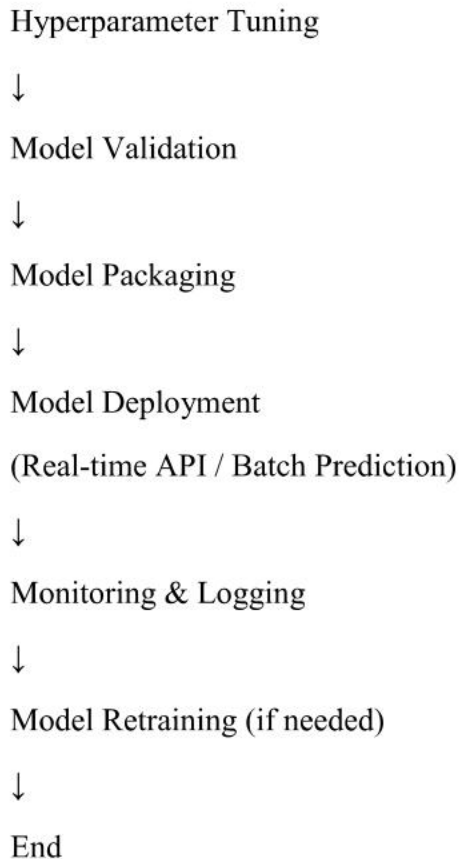 Hyperparameter Tuning
↓
Model Validation
↓
Model Packaging
↓
Model Deployment
(Real-time API / Batch Prediction)
↓
Monitoring & Logging
↓
Model Retraining (if needed)
↓
End